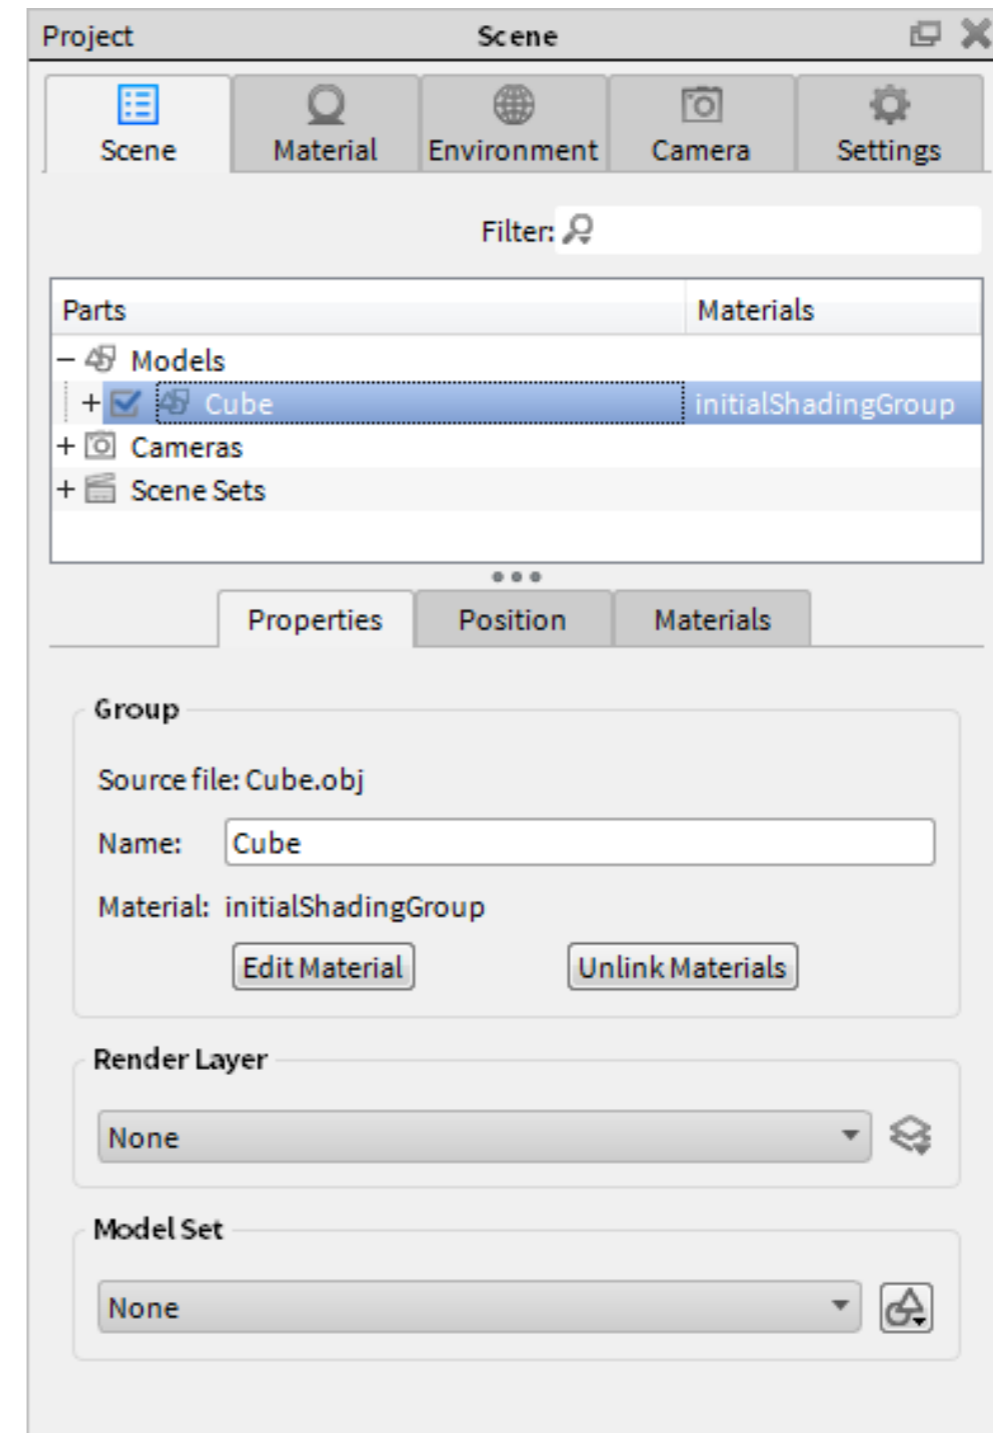 Project Scene
Scene Material Environment Camera Settings
Filter:
Parts Materials
Models
Cube initialShadingGroup
Cameras
Scene Sets
Properties Position Materials
Group
Source file: Cube.obj
Name: Cube
Material: initialShadingGroup
Edit Material Unlink Materials
Render Layer
None
Model Set
None